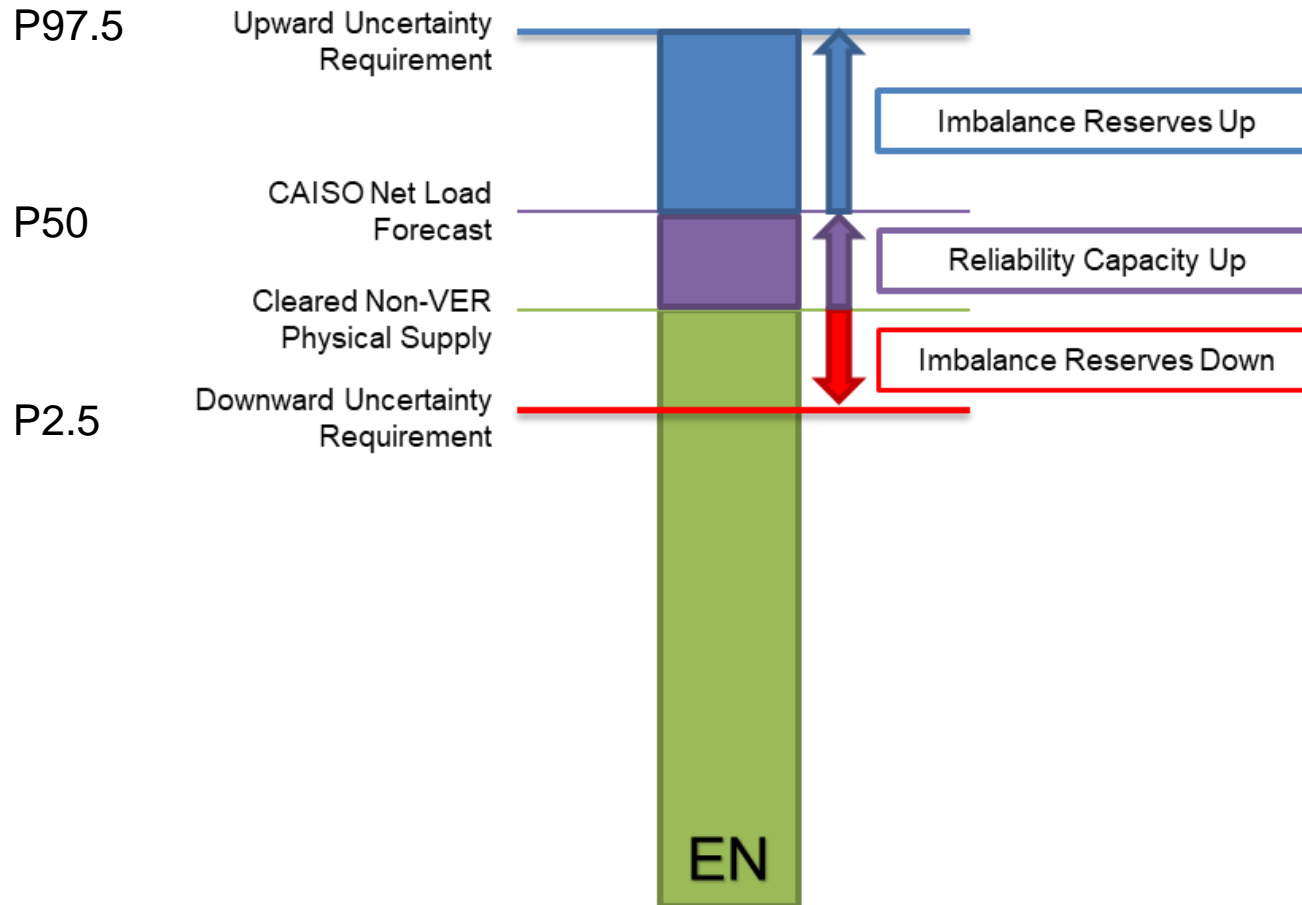 P97.5
Upward Uncertainty
Requirement
Imbalance Reserves Up
P50
CAISO Net Load
Forecast
Reliability Capacity Up
Cleared Non-VER
Physical Supply
Imbalance Reserves Down
P2.5
Downward Uncertainty
Requirement
EN